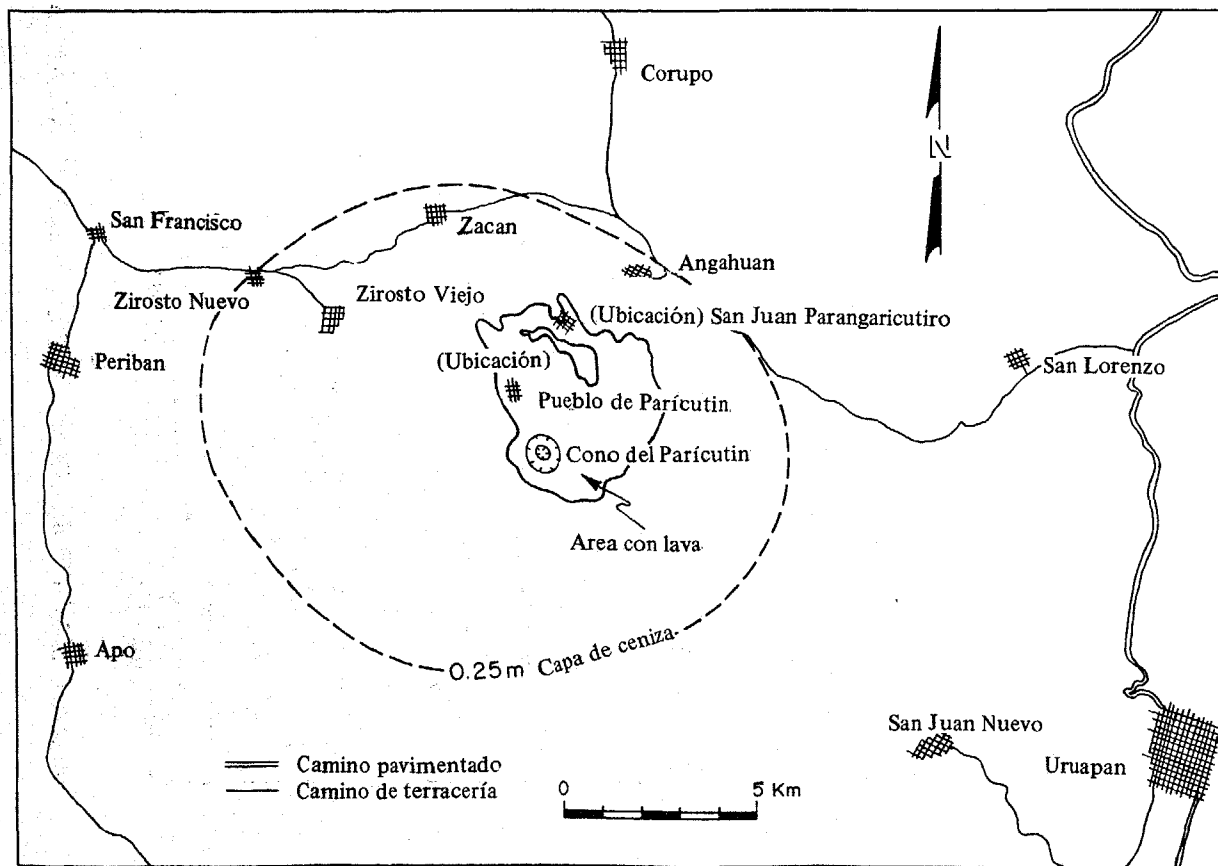 Corupo
N
San Francisco
Zacan
Angahuan
Zirosto Nuevo
Zirosto Viejo
(Ubicación) San Juan Parangaricutiro
Periban
(Ubicación)
San Lorenzo
Pueblo de Parícutin
Cono del Parícutin
Area con lava
Apo
0.25m Capa de ceniza
San Juan Nuevo
Uruapan
Camino pavimentado
Camino de terracería
0 5 Km